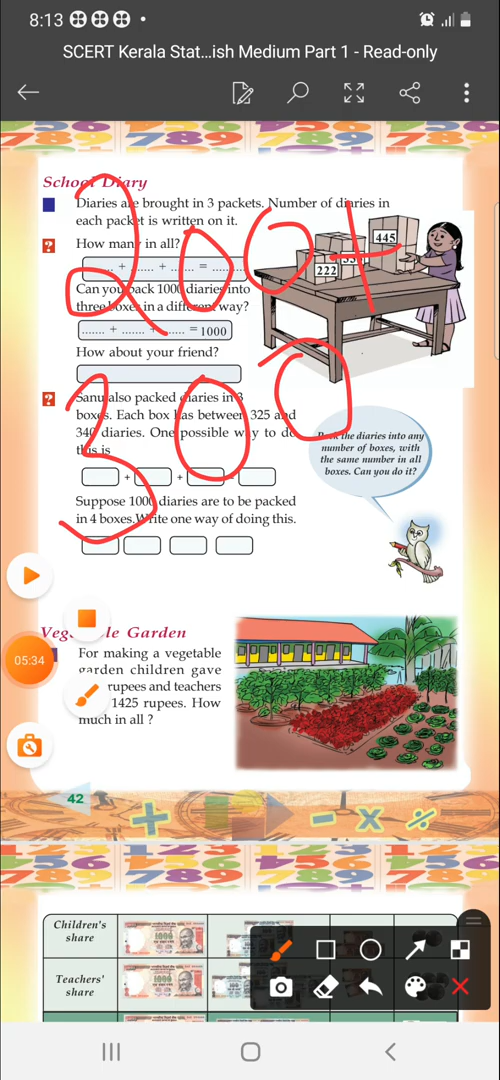 8:13
SCERT Kerala Stat...ish Medium Part 1 - Read-only
School Diary
Diaries are brought in 3 packets. Number of diaries in
each packet is written on it.
? How many in all?
....... + ....... + ....... = .......
Can you pack 1000 diaries into
three boxes in a different way?
....... + ....... + ....... = 1000
How about your friend?
? Sanu also packed diaries in 3
boxes. Each box has between 325 and
340 diaries. One possible way to do
this is
+ + =
Suppose 1000 diaries are to be packed
in 4 boxes. Write one way of doing this.
445
222
Pack the diaries into any
number of boxes, with
the same number in all
boxes. Can you do it?
200 +
300
Vegetable Garden
For making a vegetable
garden children gave
rupees and teachers
1425 rupees. How
much in all ?
05:34
42
Children's
share
Teachers'
share